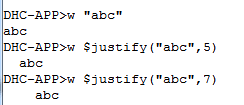 DHC-APP>w "abc"
abc
DHC-APP>w $justify("abc",5)
  abc
DHC-APP>w $justify("abc",7)
    abc